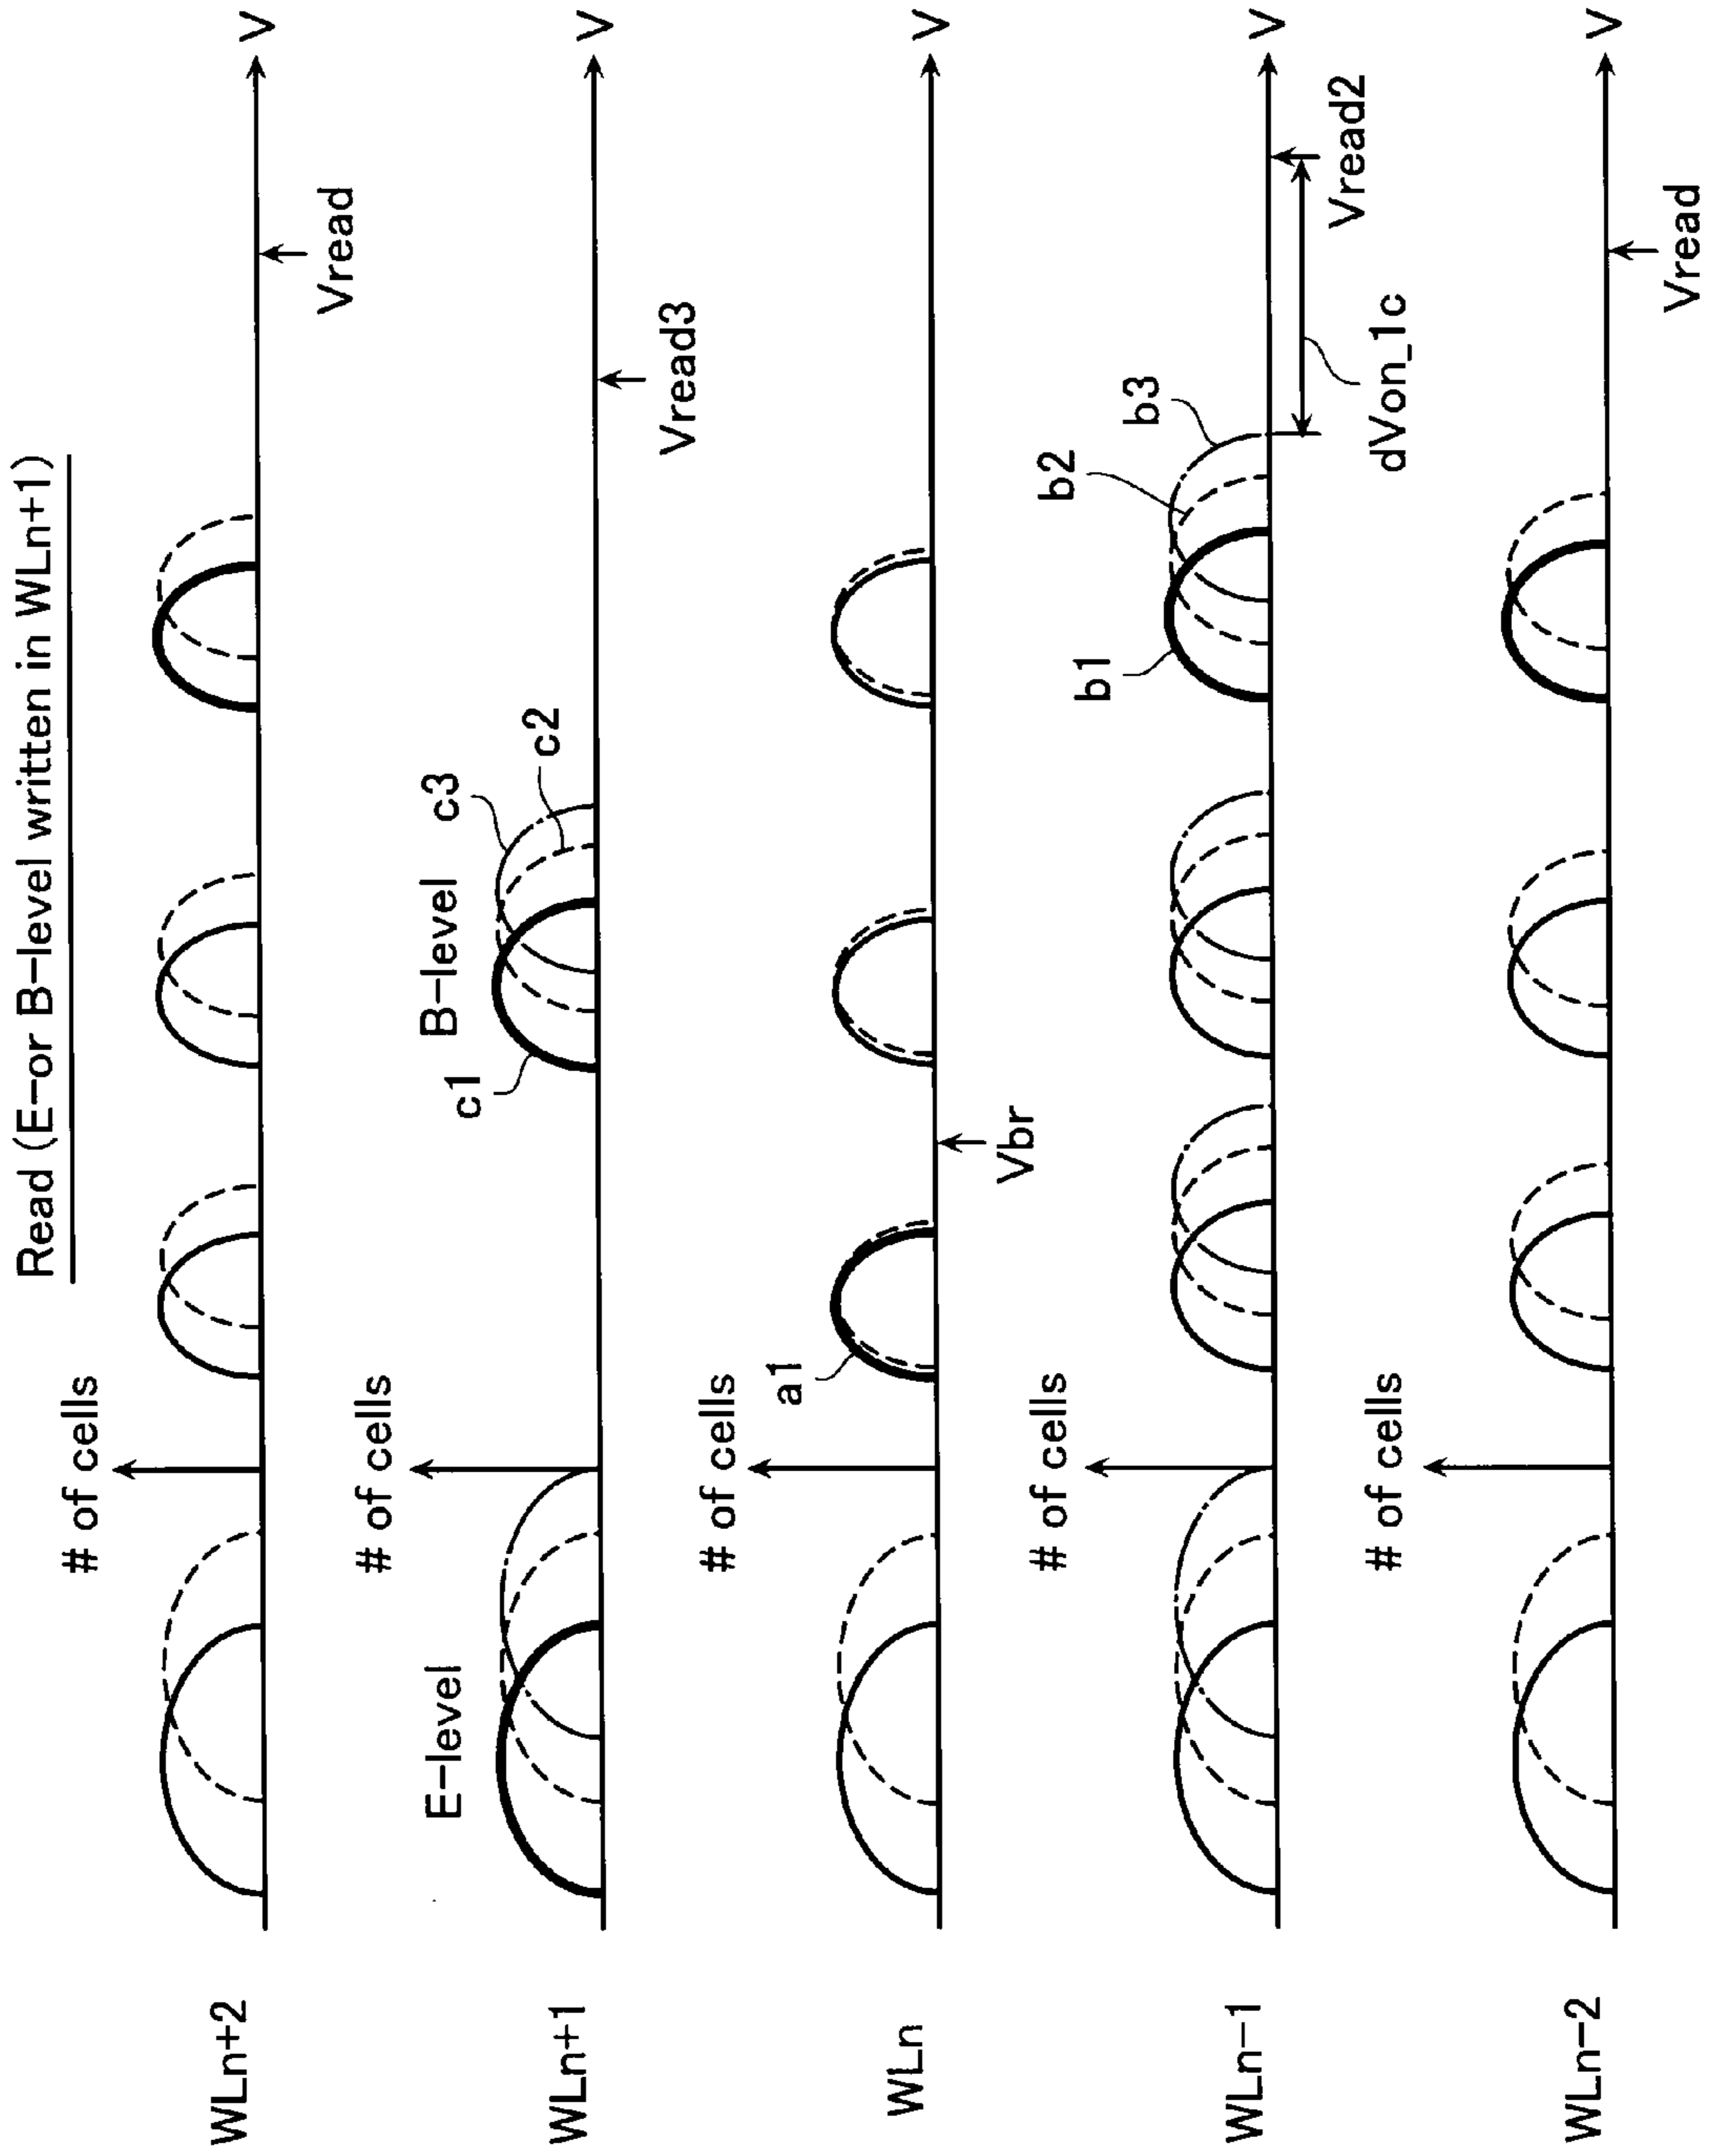 Read (E-or B-level written in WLn+1)
WLn+2
# of cells
V
Vread
WLn+1
# of cells
E-level
B-level
c1
c3
c2
V
Vread3
WLn
# of cells
a1
V
Vbr
WLn-1
# of cells
b1
b2
b3
V
Vread2
dVon_1c
WLn-2
# of cells
V
Vread